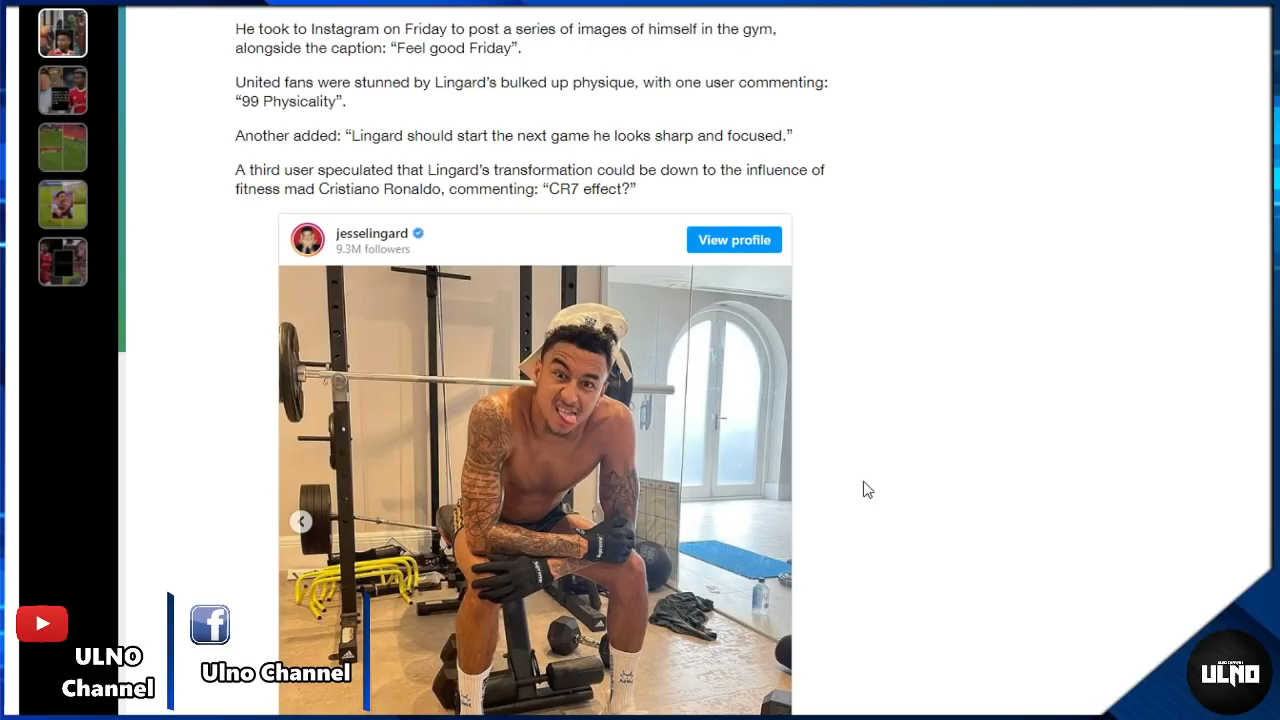 He took to Instagram on Friday to post a series of images of himself in the gym,
alongside the caption: “Feel good Friday”.
United fans were stunned by Lingard’s bulked up physique, with one user commenting:
“99 Physicality”.
Another added: “Lingard should start the next game he looks sharp and focused.”
A third user speculated that Lingard’s transformation could be down to the influence of
fitness mad Cristiano Ronaldo, commenting: “CR7 effect?”
jesselingard
9.3M followers
View profile
ULNO
Channel
f
Ulno Channel
ULNO